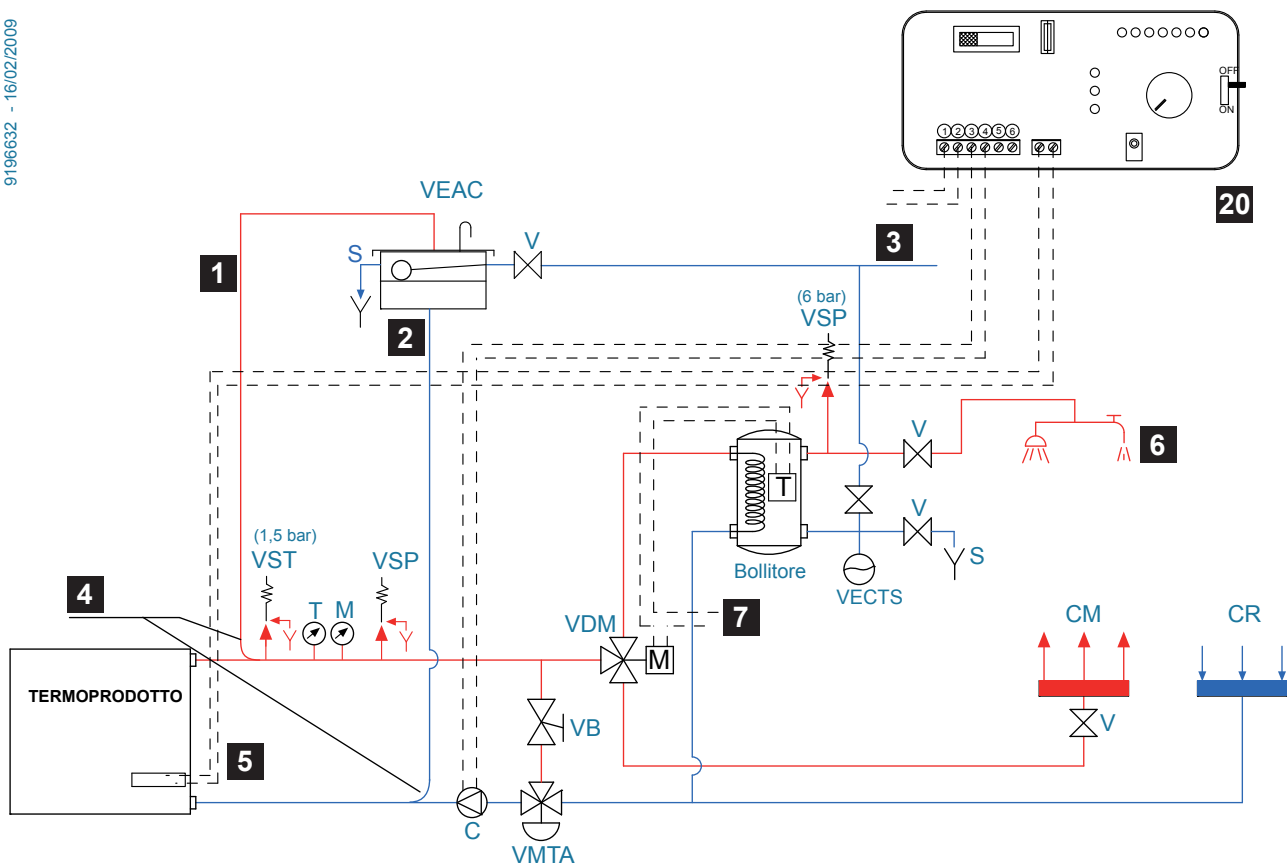 9196632 - 16/02/2009
OFF
ON
1 2 3 4 5 6
20
VEAC
S
V
3
1
2
(6 bar)
VSP
V
6
T
(1,5 bar)
VST
VSP
V
S
Bollitore
VECTS
4
T M
7
VDM
M
CM
CR
TERMOPRODOTTO
V
VB
5
C
VMTA